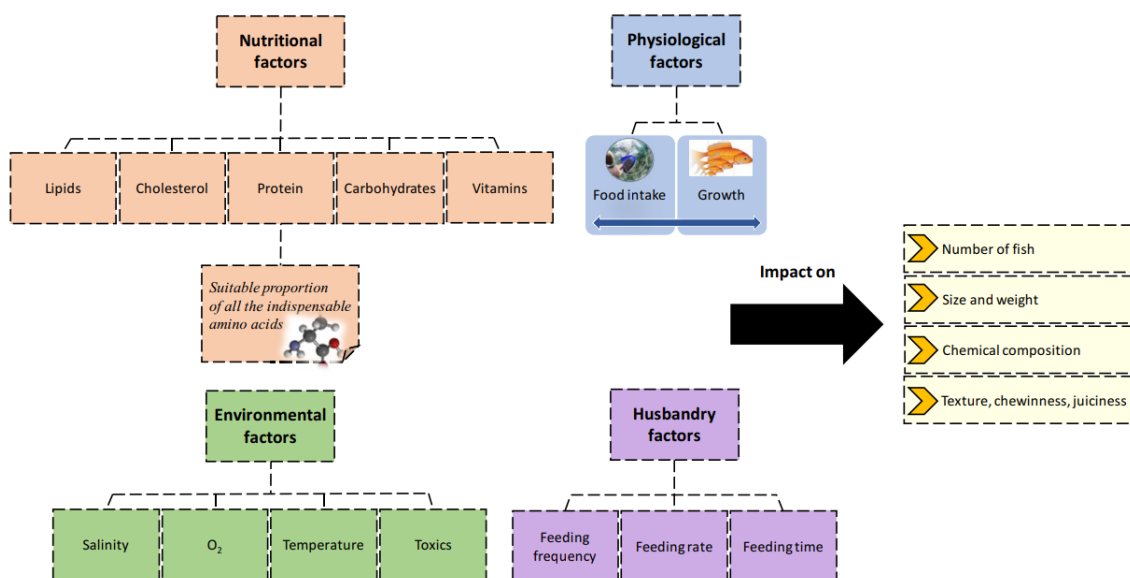 Nutritional
factors
Physiological
factors
Lipids
Cholesterol
Protein
Carbohydrates
Vitamins
Food intake
Growth
Suitable proportion
of all the indispensable
amino acids
Impact on
Number of fish
Size and weight
Chemical composition
Texture, chewinness, juiciness
Environmental
factors
Husbandry
factors
Salinity
O₂
Temperature
Toxics
Feeding
frequency
Feeding rate
Feeding time